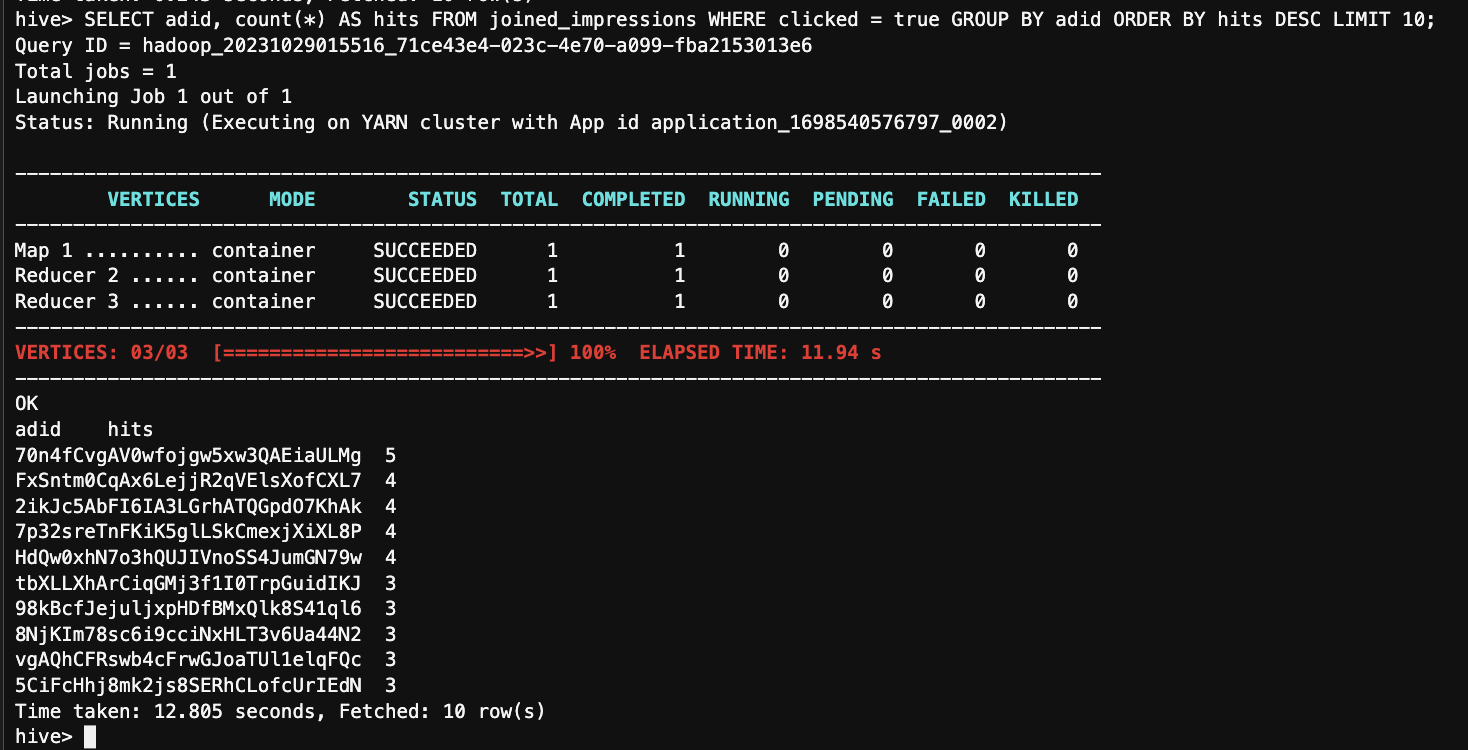 hive> SELECT adid, count(*) AS hits FROM joined_impressions WHERE clicked = true GROUP BY adid ORDER BY hits DESC LIMIT 10;
Query ID = hadoop_20231029015516_71ce43e4-023c-4e70-a099-fba2153013e6
Total jobs = 1
Launching Job 1 out of 1
Status: Running (Executing on YARN cluster with App id application_1698540576797_0002)

----------------------------------------------------------------------------------------------
        VERTICES      MODE        STATUS  TOTAL  COMPLETED  RUNNING  PENDING  FAILED  KILLED
----------------------------------------------------------------------------------------------
Map 1 .......... container     SUCCEEDED      1          1        0        0       0       0
Reducer 2 ...... container     SUCCEEDED      1          1        0        0       0       0
Reducer 3 ...... container     SUCCEEDED      1          1        0        0       0       0
----------------------------------------------------------------------------------------------
VERTICES: 03/03  [==========================>>] 100%  ELAPSED TIME: 11.94 s
----------------------------------------------------------------------------------------------
OK
adid    hits
70n4fCvgAV0wfojgw5xw3QAEiaULMg  5
FxSntm0CqAx6LejjR2qVElsXofCXL7  4
2ikJc5AbFI6IA3LGrhATQGpdO7KhAk  4
7p32sreTnFKiK5glLSkCmexjXiXL8P  4
HdQw0xhN7o3hQUJIVnoSS4JumGN79w  4
tbXLLXhArCiqGMj3f1I0TrpGuidIKJ  3
98kBcfJejuljxpHDfBMxQlk8S41ql6  3
8NjKIm78sc6i9cciNxHLT3v6Ua44N2  3
vgAQhCFRswb4cFrwGJoaTUl1elqFQc  3
5CiFcHhj8mk2js8SERhCLofcUrIEdN  3
Time taken: 12.805 seconds, Fetched: 10 row(s)
hive>